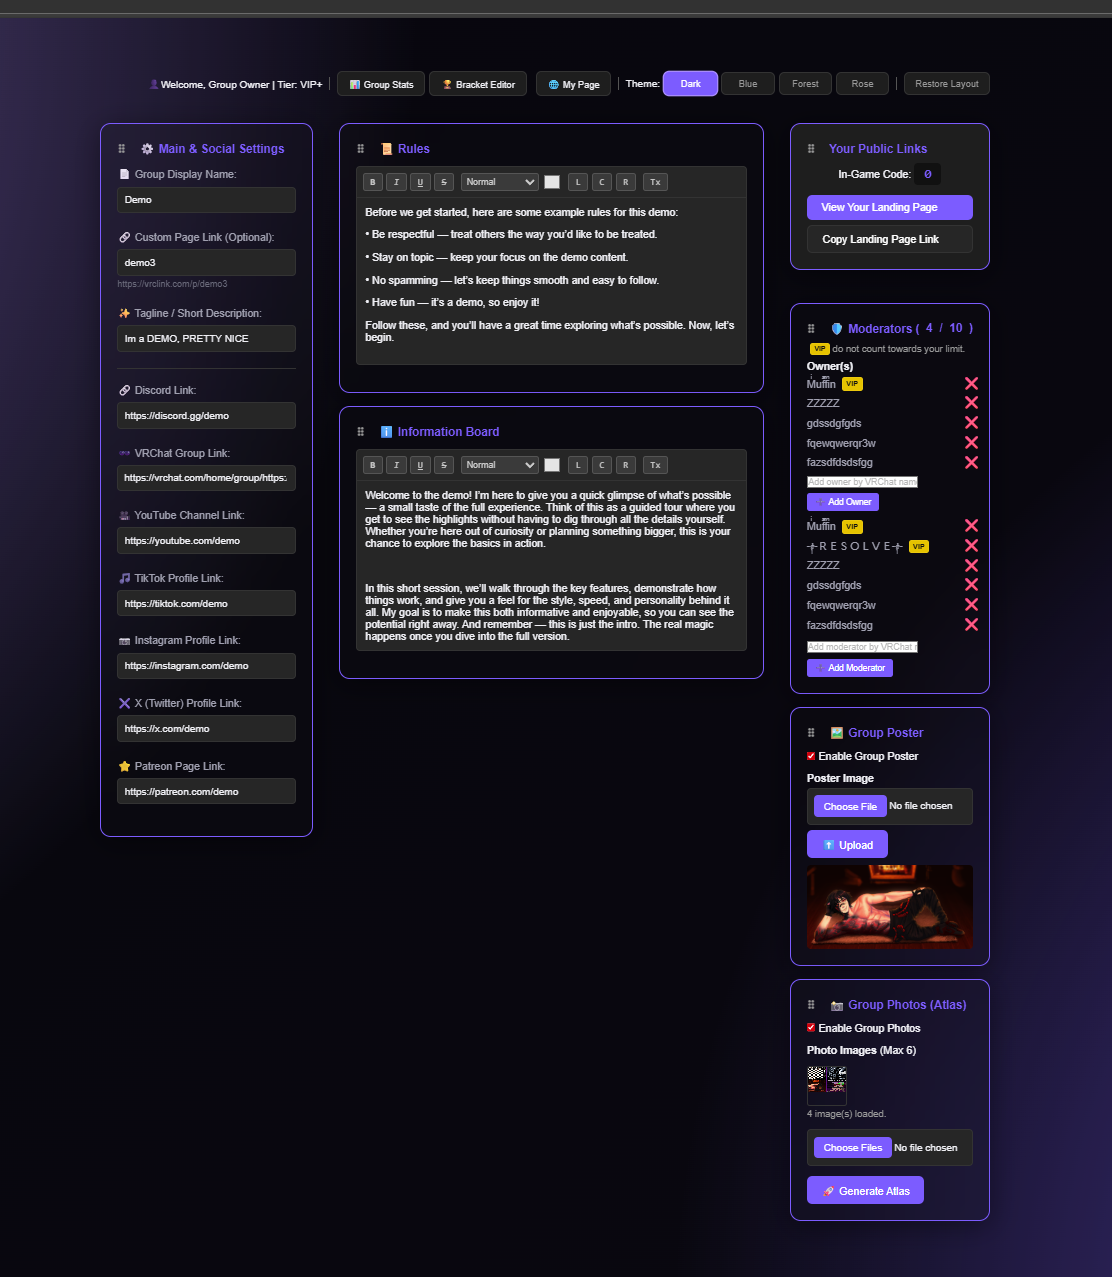 Welcome, Group Owner | Tier: VIP+ | Group Stats Bracket Editor My Page | Theme: Dark Blue Forest Rose | Restore Layout
Main & Social Settings
Group Display Name:
Demo
Custom Page Link (Optional):
demo3
https://vrclink.com/p/demo3
Tagline / Short Description:
Im a DEMO, PRETTY NICE
Discord Link:
https://discord.gg/demo
VRChat Group Link:
https://vrchat.com/home/group/https:
YouTube Channel Link:
https://youtube.com/demo
TikTok Profile Link:
https://tiktok.com/demo
Instagram Profile Link:
https://instagram.com/demo
X (Twitter) Profile Link:
https://x.com/demo
Patreon Page Link:
https://patreon.com/demo
Rules
B I U S Normal L C R Tx
Before we get started, here are some example rules for this demo:
• Be respectful — treat others the way you'd like to be treated.
• Stay on topic — keep your focus on the demo content.
• No spamming — let's keep things smooth and easy to follow.
• Have fun — it's a demo, so enjoy it!
Follow these, and you'll have a great time exploring what's possible. Now, let's
begin.
Information Board
B I U S Normal L C R Tx
Welcome to the demo! I'm here to give you a quick glimpse of what's possible
— a small taste of the full experience. Think of this as a guided tour where you
get to see the highlights without having to dig through all the details yourself.
Whether you're here out of curiosity or planning something bigger, this is your
chance to explore the basics in action.
In this short session, we'll walk through the key features, demonstrate how
things work, and give you a feel for the style, speed, and personality behind it
all. My goal is to make this both informative and enjoyable, so you can see the
potential right away. And remember — this is just the intro. The real magic
happens once you dive into the full version.
Your Public Links
In-Game Code: 0
View Your Landing Page
Copy Landing Page Link
Moderators ( 4 / 10 )
VIP do not count towards your limit.
Owner(s)
Muffin VIP
ZZZZZ
gdssdgfgds
fqewqwerqr3w
fazsdfdsdsfgg
Add owner by VRChat nam
Add Owner
Muffin VIP
RESOLVE VIP
ZZZZZ
gdssdgfgds
fqewqwerqr3w
fazsdfdsdsfgg
Add moderator by VRChat r
Add Moderator
Group Poster
Enable Group Poster
Poster Image
Choose File No file chosen
Upload
Group Photos (Atlas)
Enable Group Photos
Photo Images (Max 6)
4 image(s) loaded.
Choose Files No file chosen
Generate Atlas